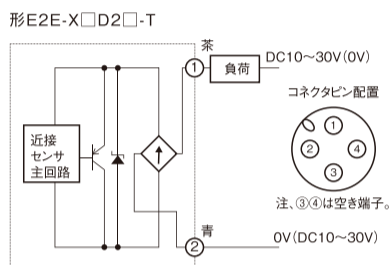 形E2E-X□D2□-T
茶
① 負荷 DC10～30V(0V)
コネクタピン配置
近接
センサ
主回路
①
② ④
③
注、③④は空き端子。
青
② 0V(DC10～30V)